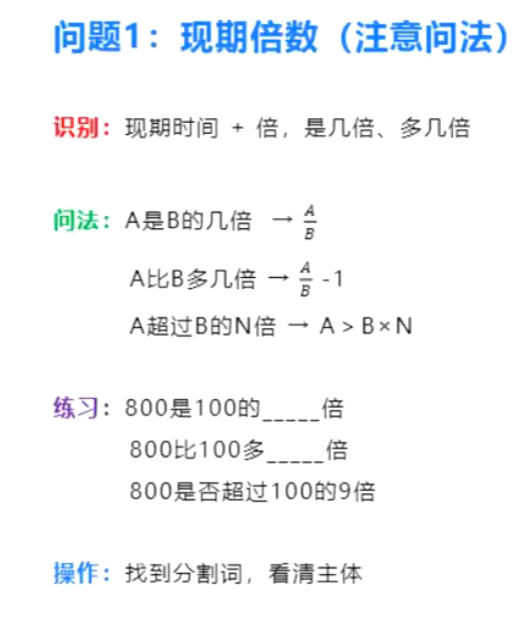 问题1：现期倍数（注意问法）
识别：现期时间 + 倍，是几倍、多几倍
问法：A是B的几倍 → A/B
A比B多几倍 → A/B -1
A超过B的N倍 → A > B×N
练习：800是100的_____倍
800比100多_____倍
800是否超过100的9倍
操作：找到分割词，看清主体